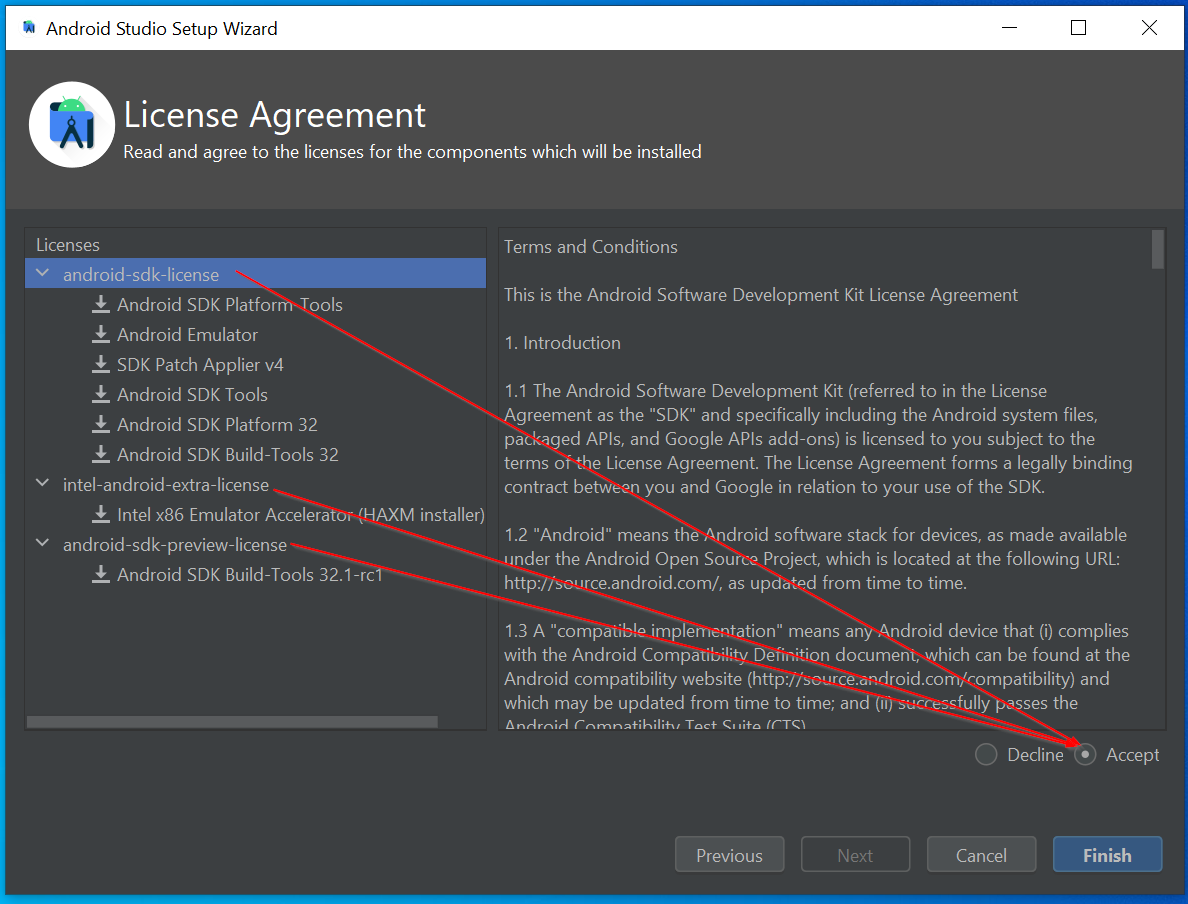 Android Studio Setup Wizard
License Agreement
Read and agree to the licenses for the components which will be installed
Licenses
android-sdk-license
Android SDK Platform-Tools
Android Emulator
SDK Patch Applier v4
Android SDK Tools
Android SDK Platform 32
Android SDK Build-Tools 32
intel-android-extra-license
Intel x86 Emulator Accelerator (HAXM installer)
android-sdk-preview-license
Android SDK Build-Tools 32.1-rc1
Terms and Conditions
This is the Android Software Development Kit License Agreement
1. Introduction
1.1 The Android Software Development Kit (referred to in the License
Agreement as the "SDK" and specifically including the Android system files,
packaged APIs, and Google APIs add-ons) is licensed to you subject to the
terms of the License Agreement. The License Agreement forms a legally binding
contract between you and Google in relation to your use of the SDK.
1.2 "Android" means the Android software stack for devices, as made available
under the Android Open Source Project, which is located at the following URL:
http://source.android.com/, as updated from time to time.
1.3 A "compatible implementation" means any Android device that (i) complies
with the Android Compatibility Definition document, which can be found at the
Android compatibility website (http://source.android.com/compatibility) and
which may be updated from time to time; and (ii) successfully passes the
Android Compatibility Test Suite (CTS).
Decline Accept
Previous Next Cancel Finish